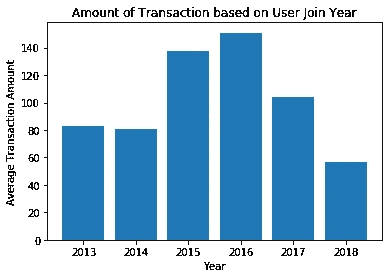 Amount of Transaction based on User Join Year
Average Transaction Amount
140
120
100
80
60
40
20
0
2013 2014 2015 2016 2017 2018
Year